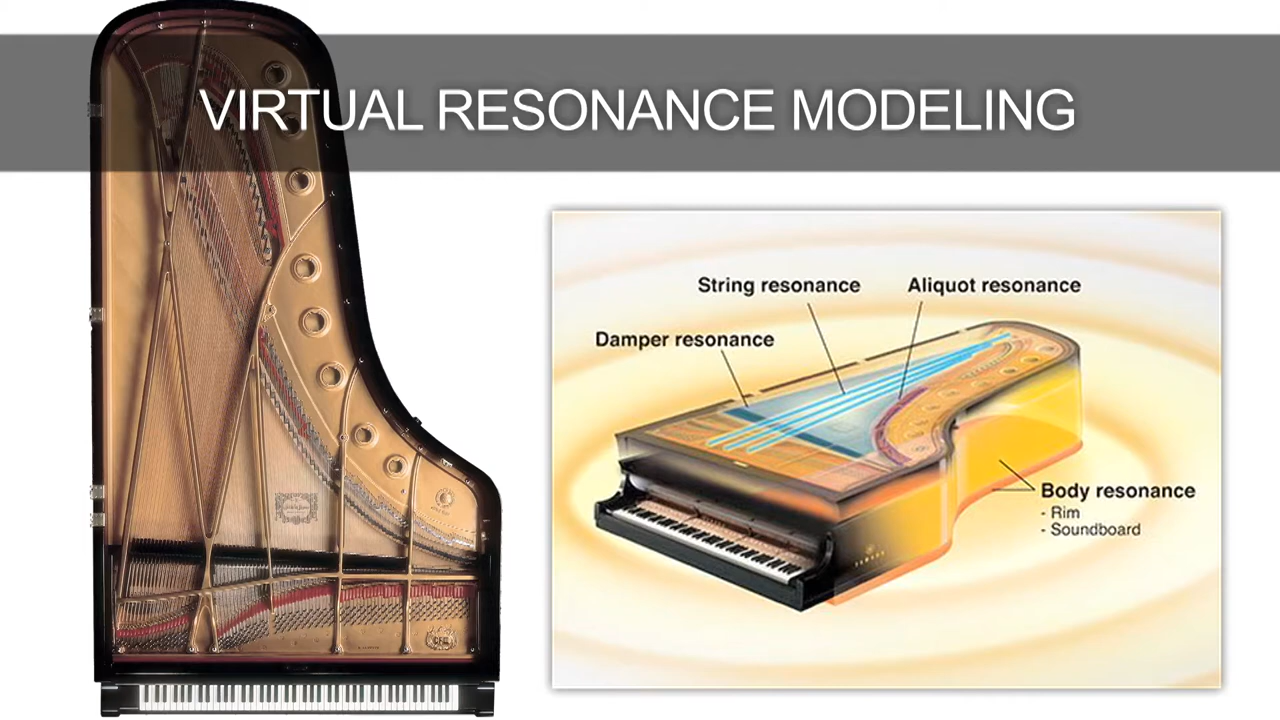 VIRTUAL RESONANCE MODELING
String resonance
Aliquot resonance
Damper resonance
Body resonance
- Rim
- Soundboard